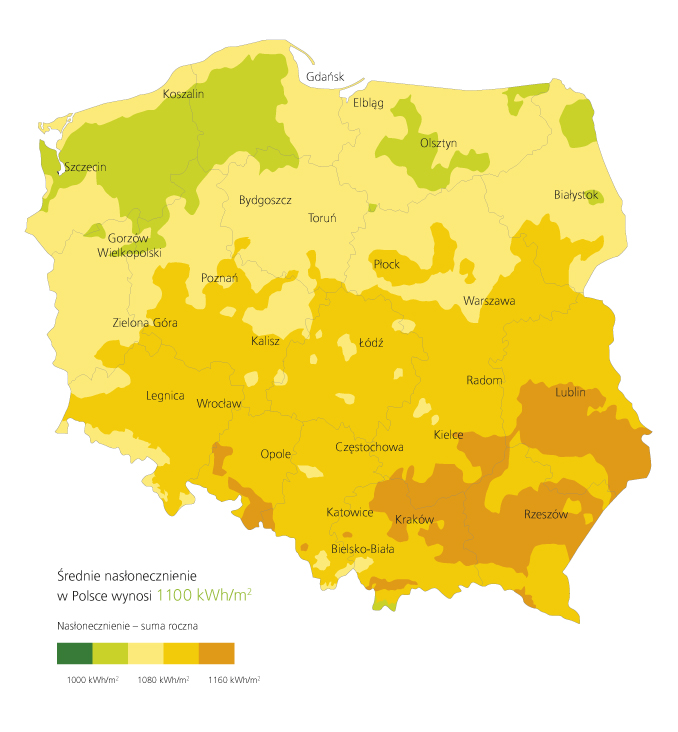 Gdańsk
Koszalin
Elbląg
Olsztyn
Szczecin
Białystok
Bydgoszcz
Toruń
Gorzów
Wielkopolski
Płock
Poznań
Warszawa
Zielona Góra
Kalisz
Łódź
Radom
Lublin
Legnica
Wrocław
Kielce
Częstochowa
Opole
Katowice
Kraków
Rzeszów
Bielsko-Biała
Średnie nasłonecznienie
w Polsce wynosi 1100 kWh/m²
Nasłonecznienie – suma roczna
1000 kWh/m² 1080 kWh/m² 1160 kWh/m²